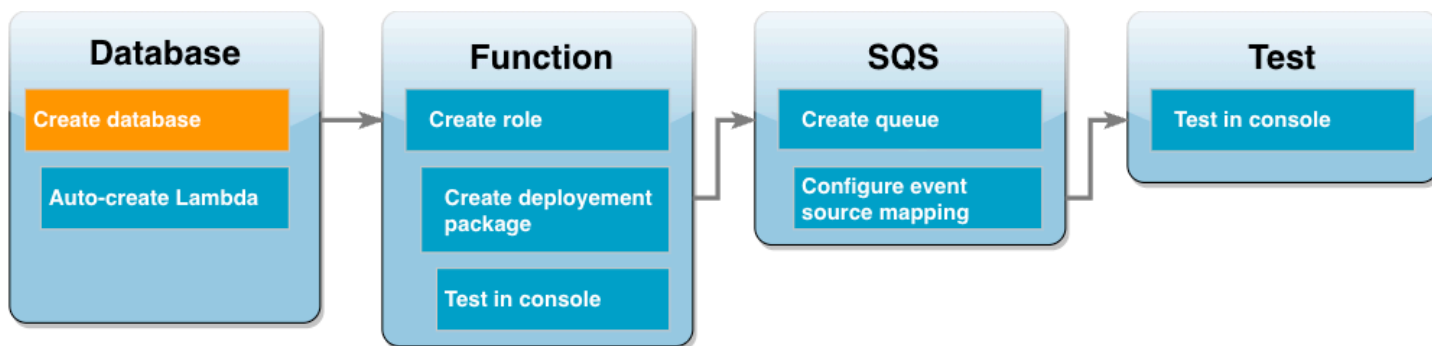 Database
Create database
Auto-create Lambda
Function
Create role
Create deployement
package
Test in console
SQS
Create queue
Configure event
source mapping
Test
Test in console